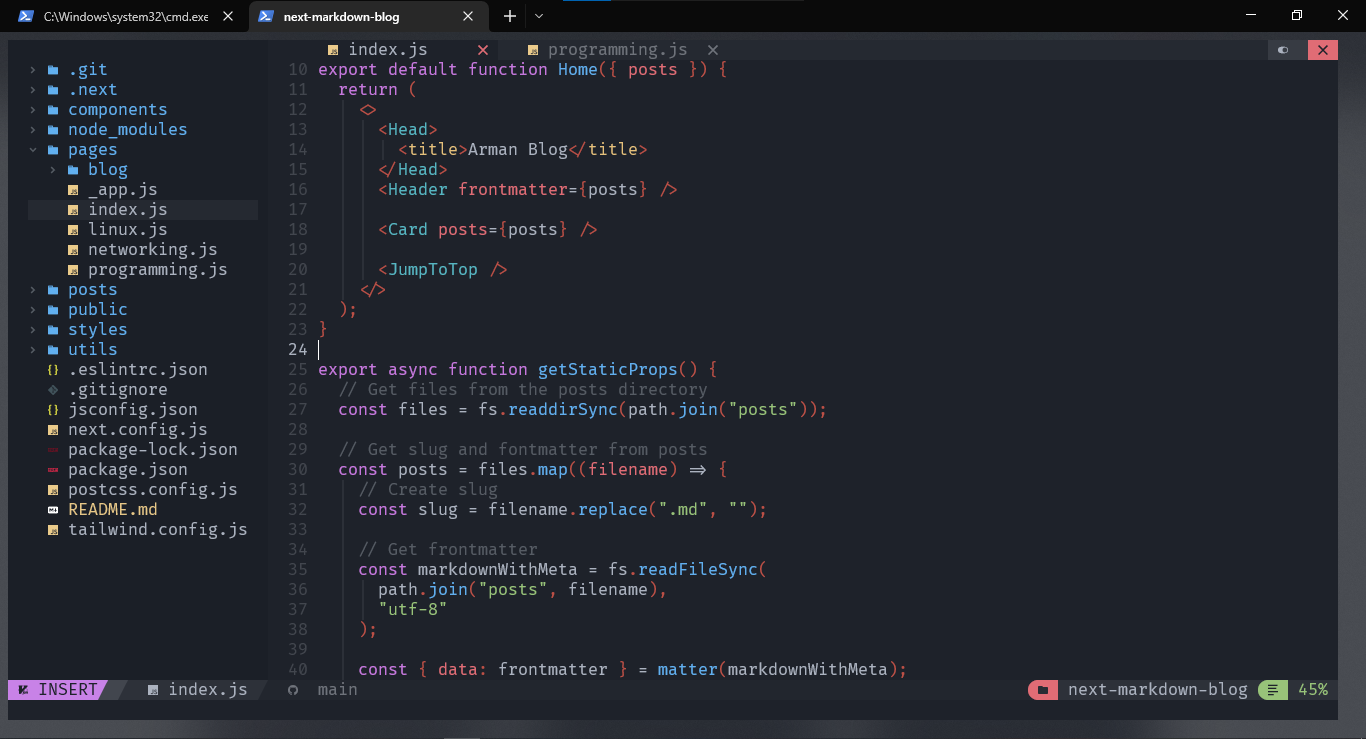 C:\Windows\system32\cmd.exe
next-markdown-blog
index.js
programming.js
.git
.next
components
node_modules
pages
blog
_app.js
index.js
linux.js
networking.js
programming.js
posts
public
styles
utils
.eslintrc.json
.gitignore
jsconfig.json
next.config.js
package-lock.json
package.json
postcss.config.js
README.md
tailwind.config.js
10 export default function Home({ posts }) {
11 return (
12 <>
13 <Head>
14 <title>Arman Blog</title>
15 </Head>
16 <Header frontmatter={posts} />
17
18 <Card posts={posts} />
19
20 <JumpToTop />
21 </>
22 );
23 }
24
25 export async function getStaticProps() {
26 // Get files from the posts directory
27 const files = fs.readdirSync(path.join("posts"));
28
29 // Get slug and fontmatter from posts
30 const posts = files.map((filename) => {
31 // Create slug
32 const slug = filename.replace(".md", "");
33
34 // Get frontmatter
35 const markdownWithMeta = fs.readFileSync(
36 path.join("posts", filename),
37 "utf-8"
38 );
39
40 const { data: frontmatter } = matter(markdownWithMeta);
INSERT index.js main next-markdown-blog 45%